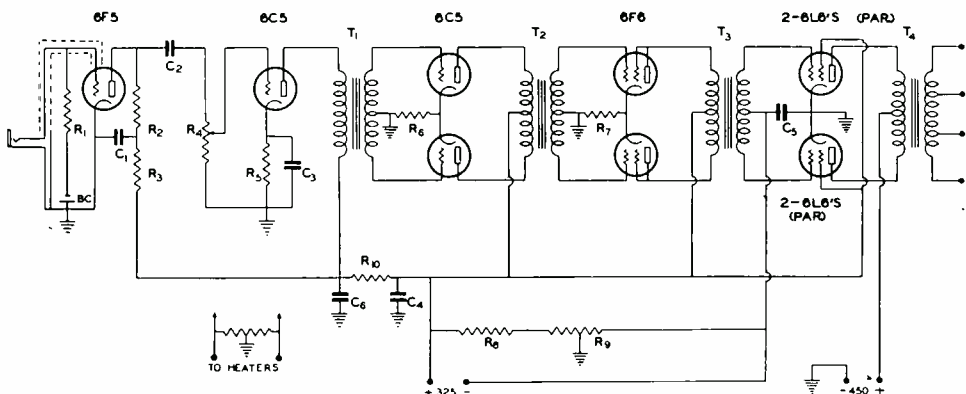 6F5
6C5
6C5
6F6
2-6L6'S (PAR)
T1
T2
T3
T4
C2
R1
R2
R4
C1
R3
R5
C3
R6
R7
C5
BC
2-6L6'S
(PAR)
R10
C6
C4
R8
R9
TO HEATERS
+ 325 -
- 450 +